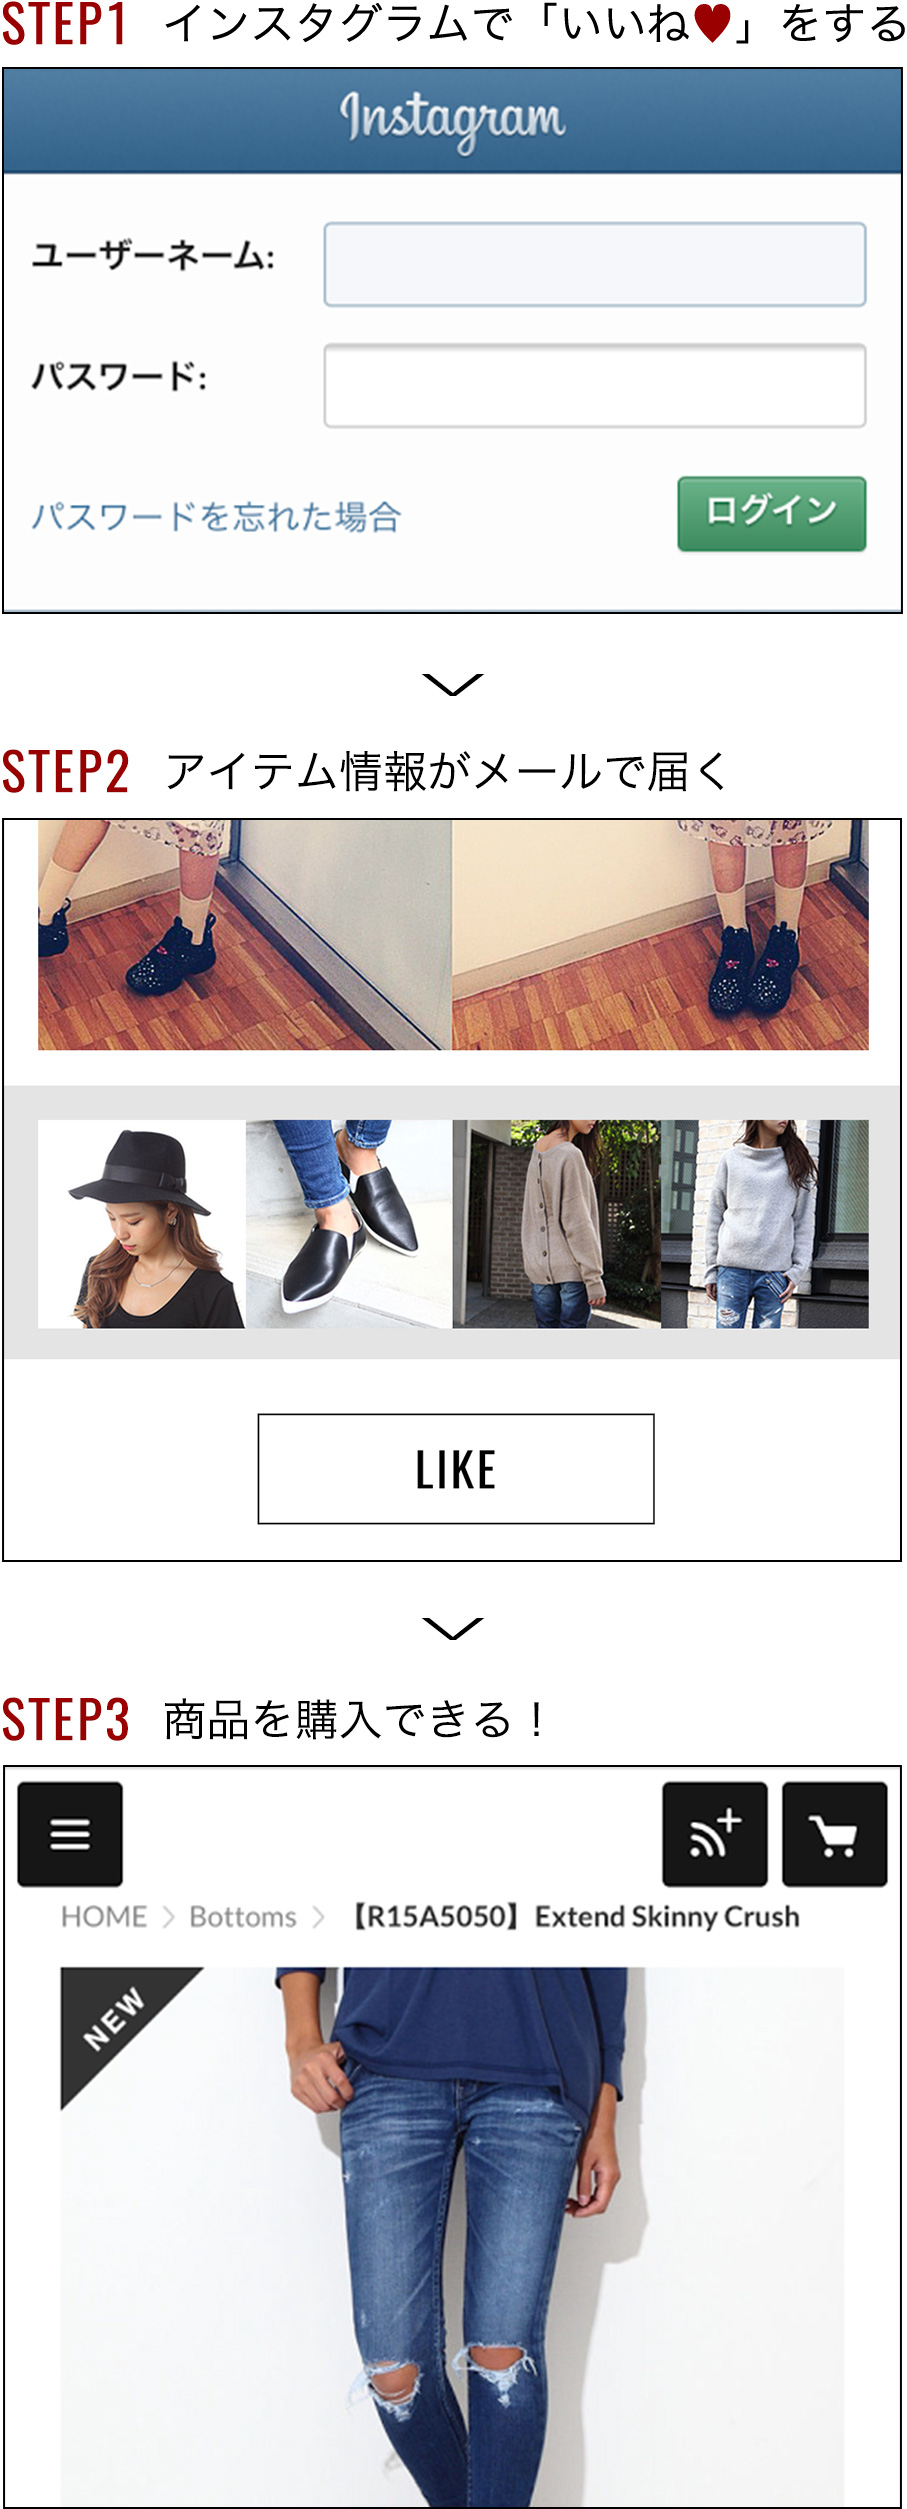 STEP1 インスタグラムで「いいね♥」をする
Instagram
ユーザーネーム:
パスワード:
パスワードを忘れた場合
ログイン
STEP2 アイテム情報がメールで届く
LIKE
STEP3 商品を購入できる！
HOME > Bottoms > 【R15A5050】Extend Skinny Crush
NEW